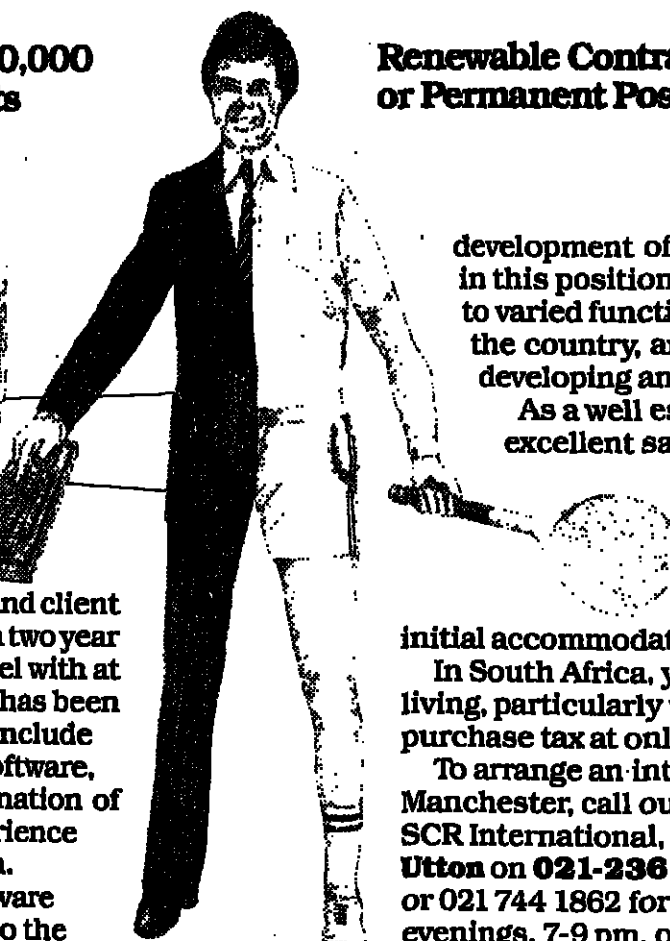 0,000
Renewable Contra
or Permanent Pos
development of
in this position
to varied functi
the country, a
developing an
As a well es
excellent sa
nd client
two year
el with at
has been
nclude
oftware,
nation of
rience
ware
o the
initial accommodat
In South Africa, y
living, particularly
purchase tax at onl
To arrange an int
Manchester, call ou
SCR International,
Utton on 021-236
or 021 744 1862 for
evenings, 7-9 pm, o